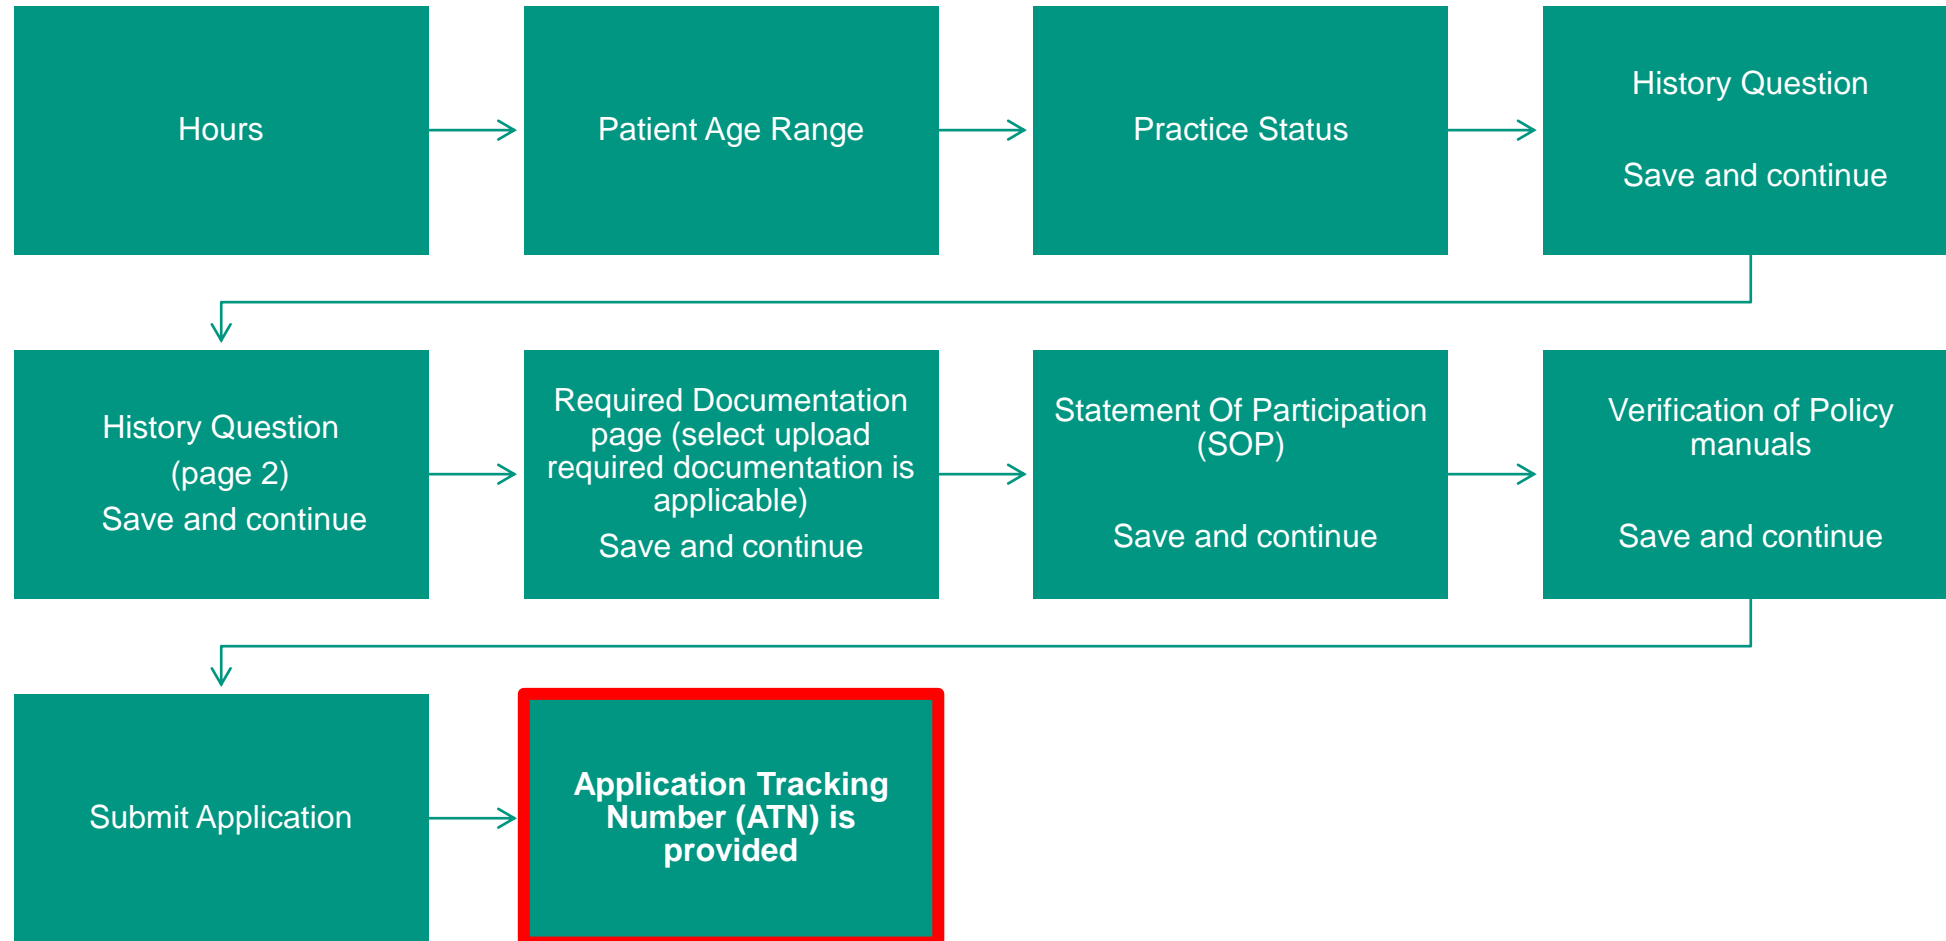 Hours
Patient Age Range
Practice Status
History Question
Save and continue
History Question
(page 2)
Save and continue
Required Documentation
page (select upload
required documentation is
applicable)
Save and continue
Statement Of Participation
(SOP)
Save and continue
Verification of Policy
manuals
Save and continue
Submit Application
Application Tracking
Number (ATN) is
provided